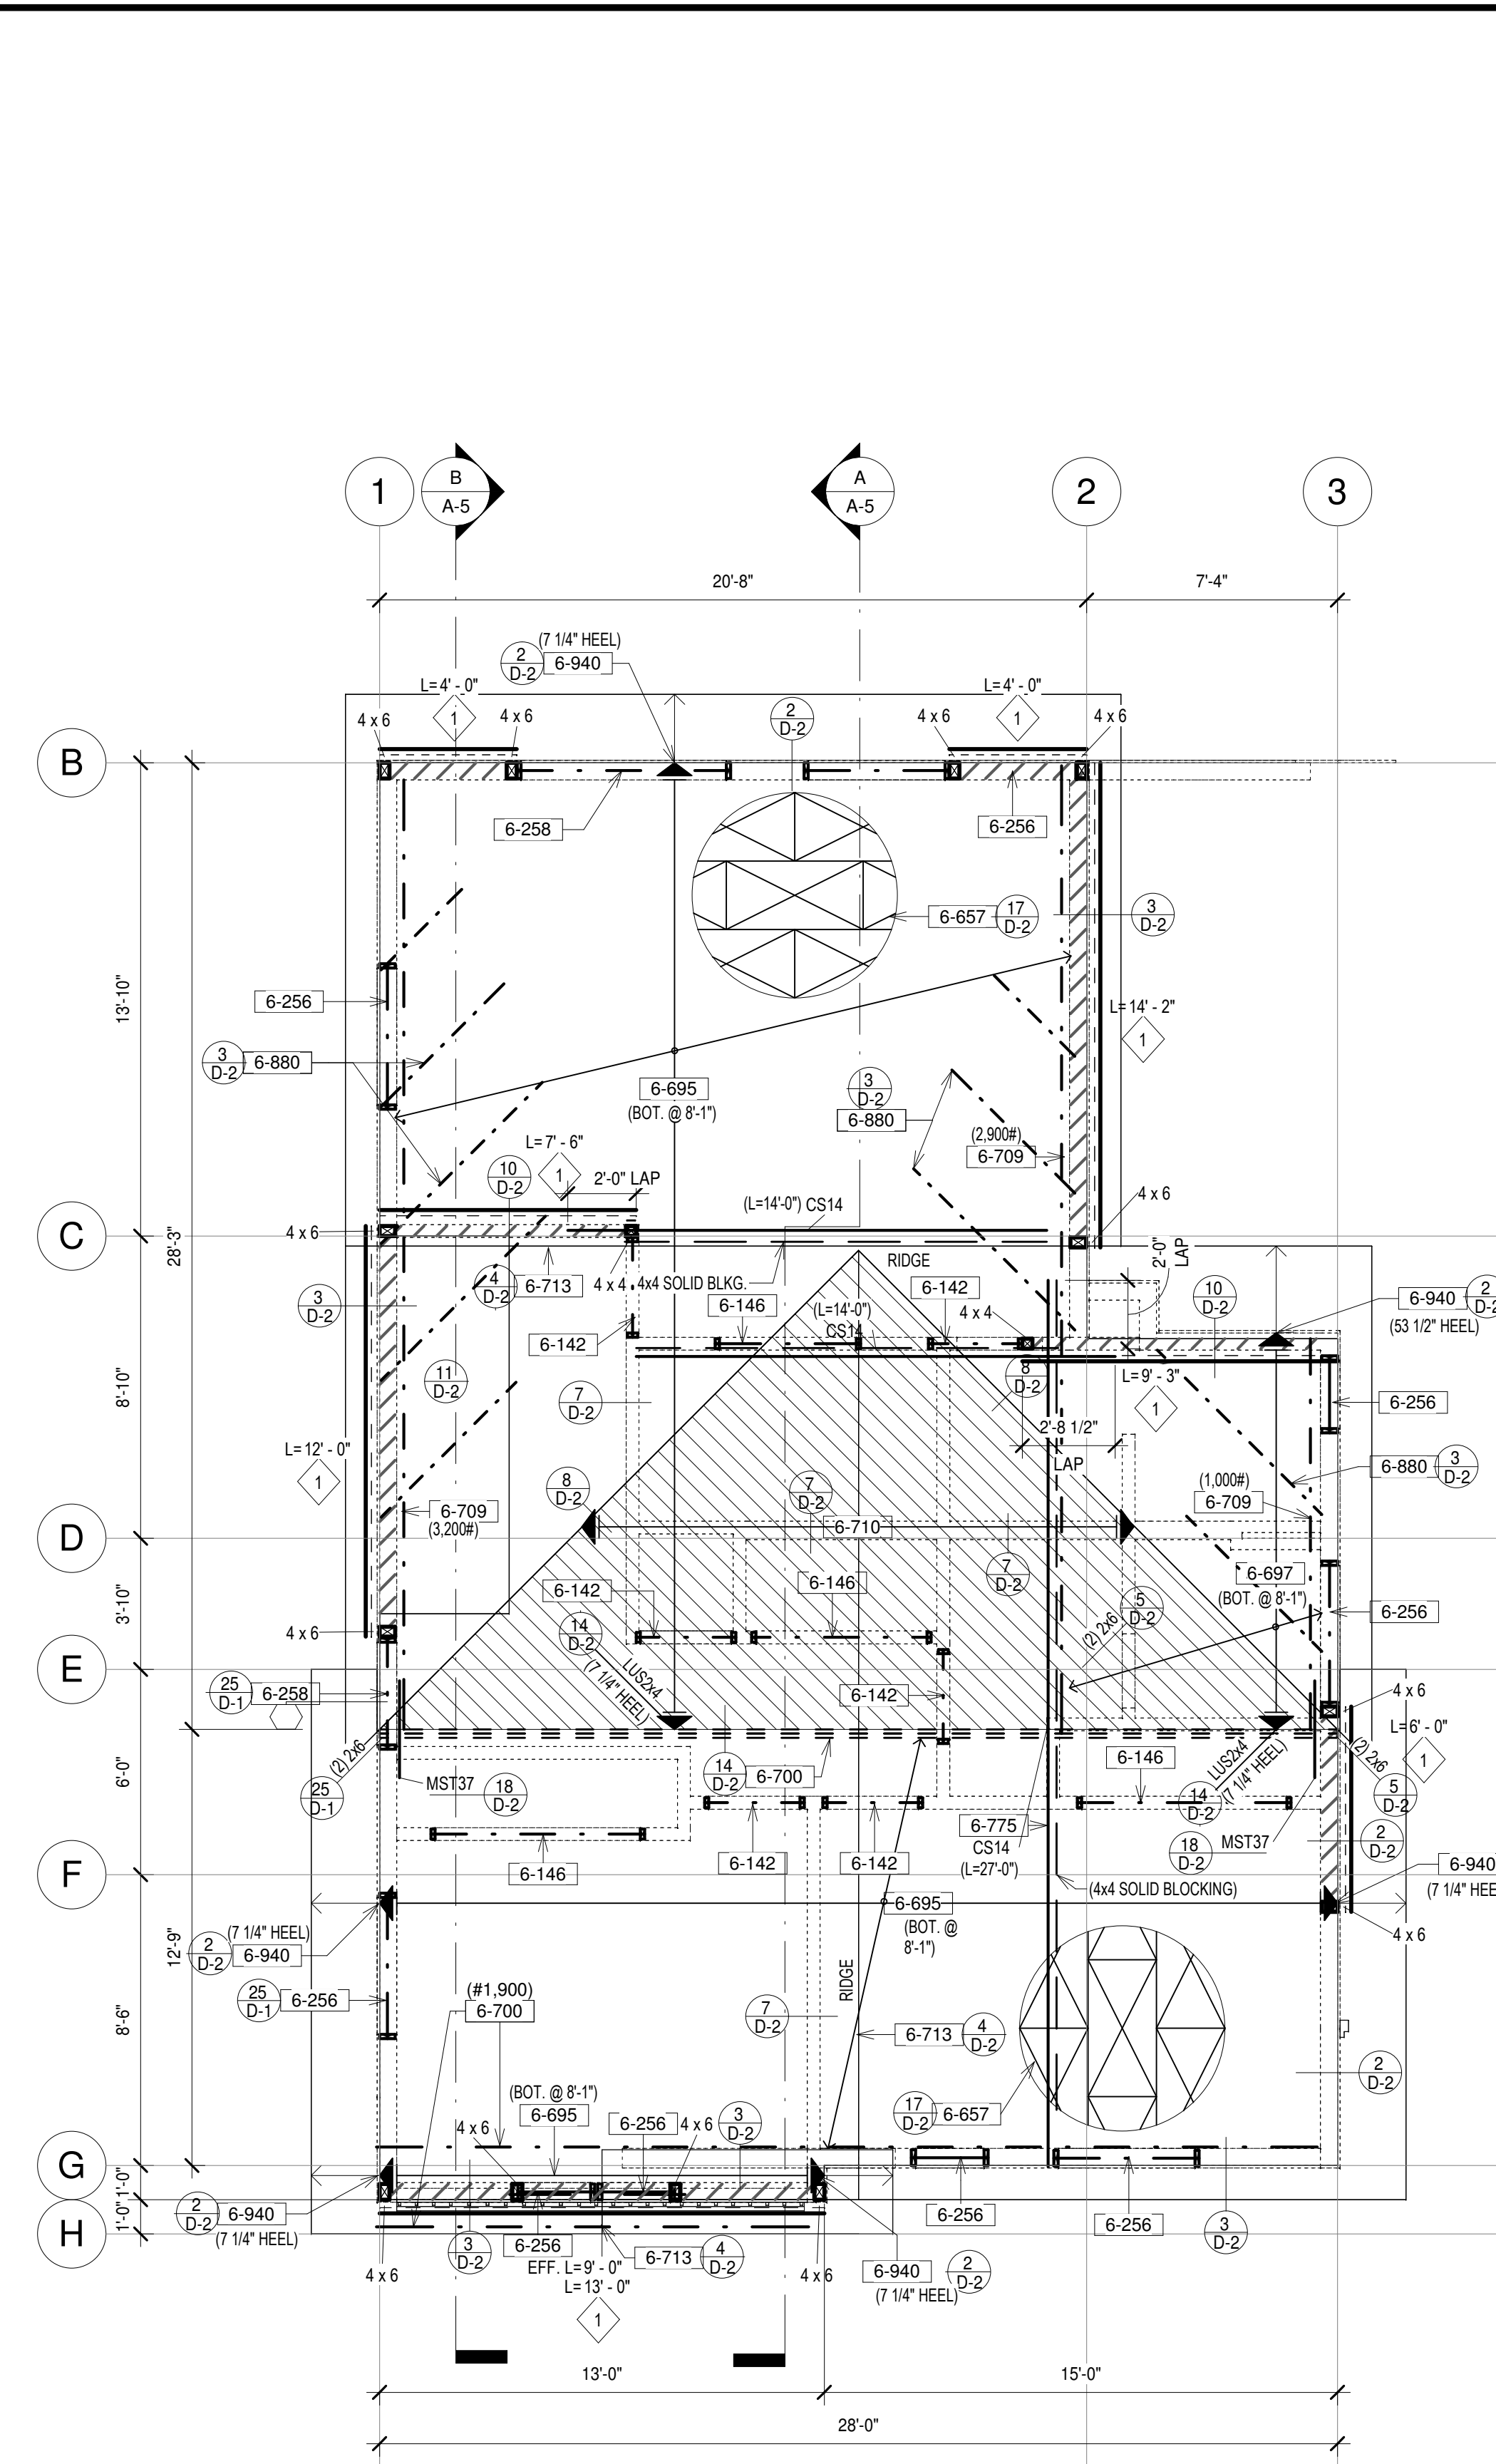 1
B
A-5
A
A-5
2
3
20'-8"
7'-4"
(7 1/4" HEEL)
2
D-2
6-940
L= 4' - 0"
1
4 x 6
4 x 6
2
D-2
L= 4' - 0"
1
4 x 6
4 x 6
B
6-258
6-256
6-657
17
D-2
3
D-2
13'-10"
6-256
L= 14' - 2"
1
3
D-2
6-880
6-695
(BOT. @ 8'-1")
3
D-2
6-880
(2,900#)
6-709
L= 7' - 6"
1
10
D-2
2'-0" LAP
4 x 6
(L=14'-0") CS14
C
4 x 6
28'-3"
RIDGE
2'-0"
LAP
4
D-2
6-713
4 x 4
4x4 SOLID BLKG.
6-142
3
D-2
6-146
(L=14'-0")
CS14
4 x 4
10
D-2
6-940
2
(53 1/2" HEEL)
6-142
8'-10"
11
D-2
7
D-2
8
D-2
L= 9' - 3"
1
6-256
2'-8 1/2"
LAP
L= 12' - 0"
1
8
D-2
7
D-2
6-880
3
D-2
(1,000#)
6-709
6-709
(3,200#)
6-710
D
7
D-2
6-697
(BOT. @ 8'-1")
6-142
6-146
3'-10"
5
D-2
6-256
4 x 6
14
D-2
(2) 2x6
LUS2x4
(7 1/4" HEEL)
E
25
D-1
6-258
6-142
4 x 6
L= 6' - 0"
1
(2) 2x6
6'-0"
MST37
18
D-2
14
D-2
6-700
6-146
LUS2x4
(7 1/4" HEEL)
(2) 2x6
25
D-1
14
D-2
5
D-2
6-775
CS14
(L=27'-0")
18
D-2
MST37
2
D-2
F
6-146
6-142
6-142
6-940
(7 1/4" HEE
(4x4 SOLID BLOCKING)
6-695
(BOT. @
8'-1")
4 x 6
(7 1/4" HEEL)
2
D-2
6-940
12'-9"
RIDGE
25
D-1
6-256
(#1,900)
6-700
8'-6"
7
D-2
6-713
4
D-2
2
D-2
(BOT. @ 8'-1")
6-695
17
D-2
6-657
4 x 6
6-256
4 x 6
3
D-2
G
1'-0"
2
D-2
6-940
(7 1/4" HEEL)
H
1'-0"
3
D-2
6-256
6-256
6-256
3
D-2
EFF. L= 9' - 0"
L= 13' - 0"
1
6-713
4
D-2
4 x 6
4 x 6
6-940
2
D-2
(7 1/4" HEEL)
13'-0"
15'-0"
28'-0"